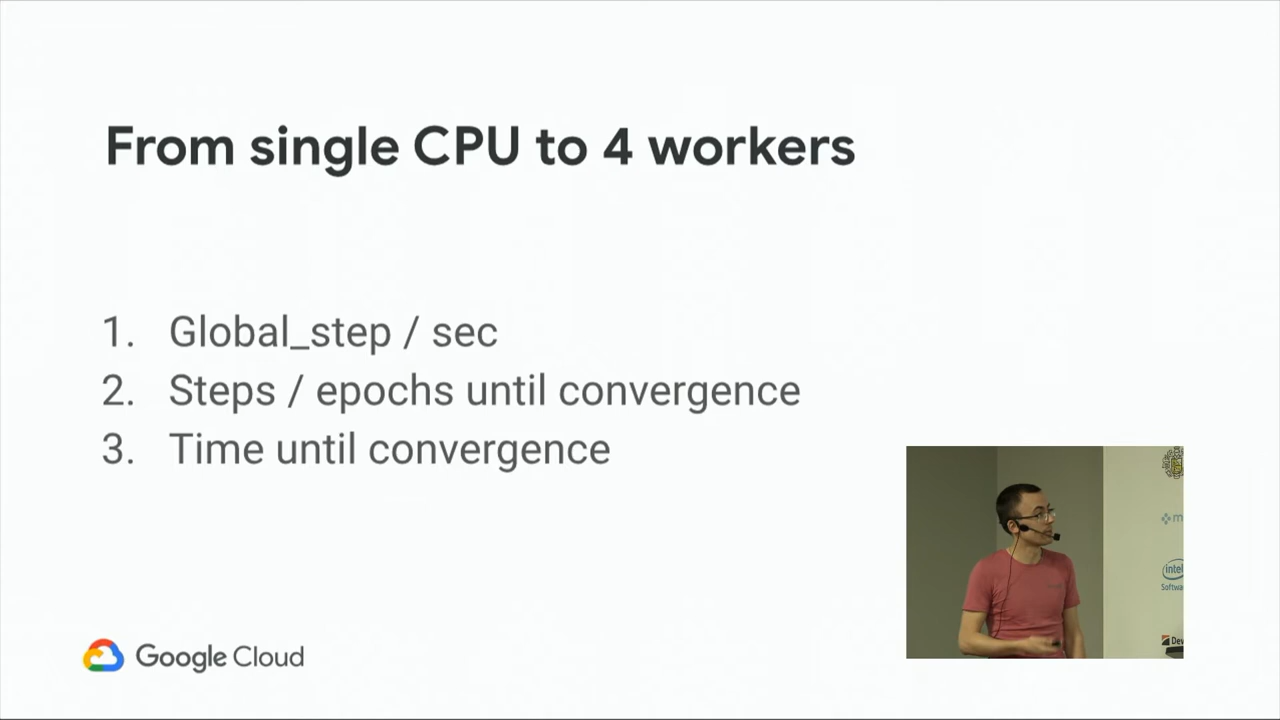 From single CPU to 4 workers
1. Global_step / sec
2. Steps / epochs until convergence
3. Time until convergence
intel
Google Cloud